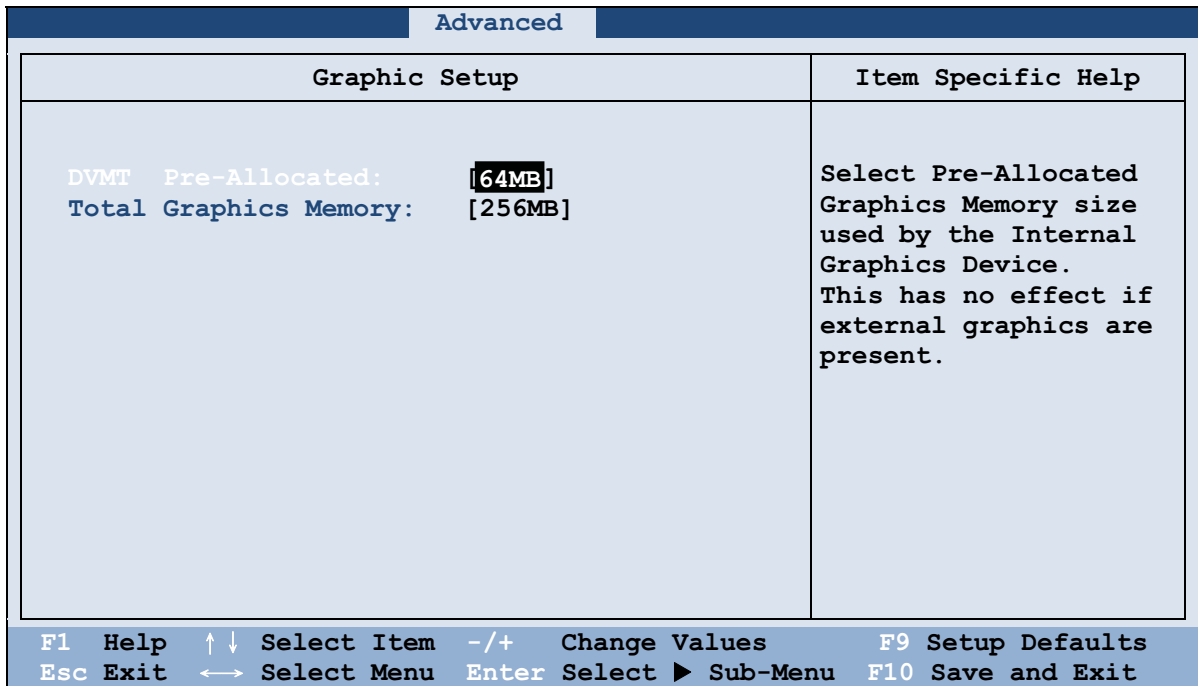 Advanced
Graphic Setup
Item Specific Help
DVMT Pre-Allocated: [64MB]
Total Graphics Memory: [256MB]
Select Pre-Allocated
Graphics Memory size
used by the Internal
Graphics Device.
This has no effect if
external graphics are
present.
F1 Help ↑↓ Select Item -/+ Change Values F9 Setup Defaults
Esc Exit ←→ Select Menu Enter Select ▶ Sub-Menu F10 Save and Exit